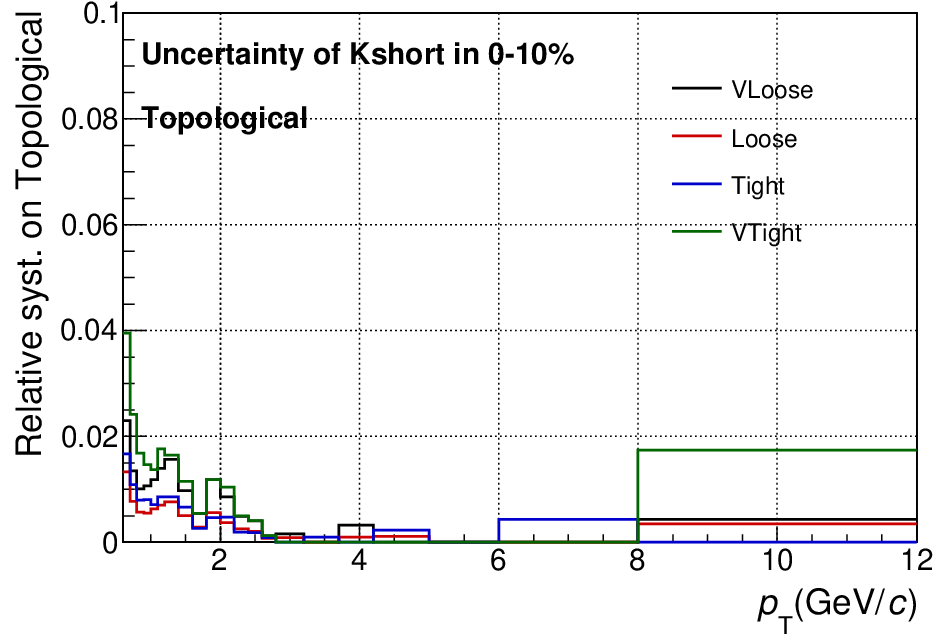 0.1
Uncertainty of Kshort in 0-10%
VLoose
Topological
0.08
Loose
Tight
0.06
VTight
0.04
0.02
0
2
4
6
8
10
12
Relative syst. on Topological
p_T(GeV/c)